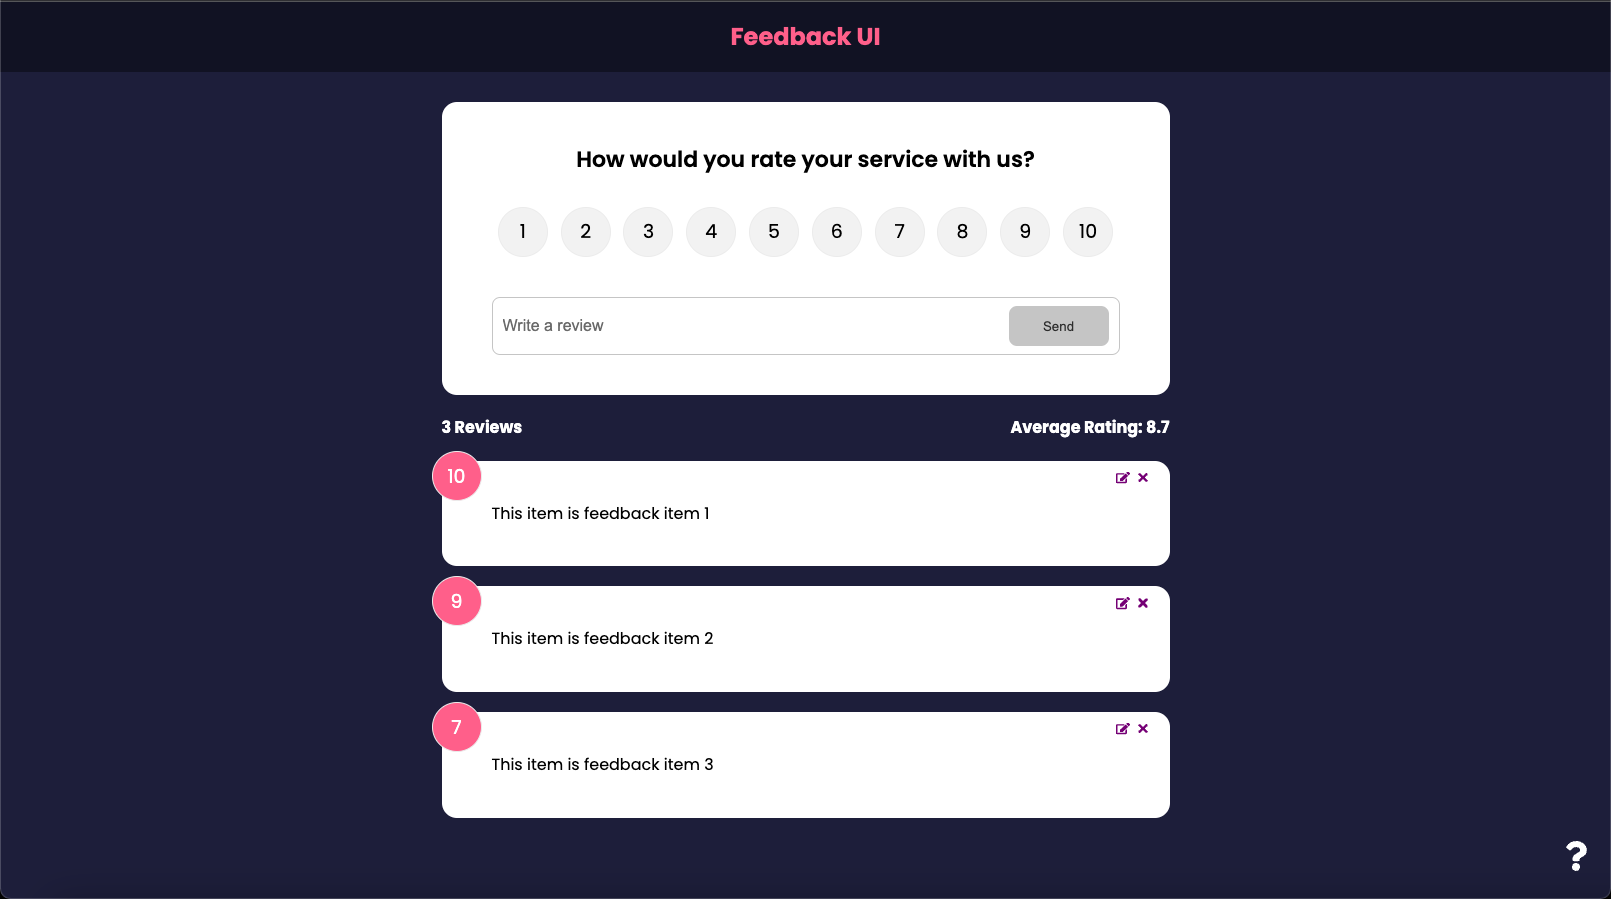 Feedback UI
How would you rate your service with us?
1 2 3 4 5 6 7 8 9 10
Write a review Send
3 Reviews Average Rating: 8.7
10
This item is feedback item 1
9
This item is feedback item 2
7
This item is feedback item 3
?